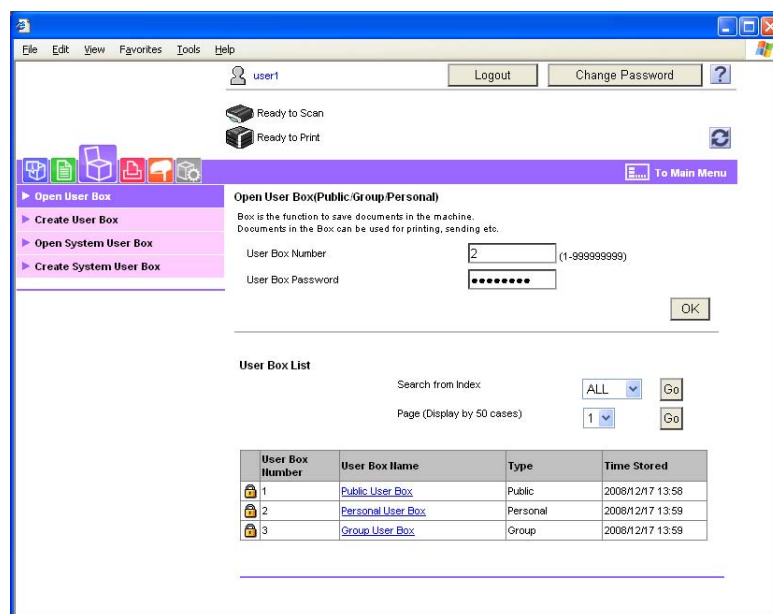 File Edit View Favorites Tools Help
user1 Logout Change Password ?
Ready to Scan
Ready to Print
To Main Menu
Open User Box
Create User Box
Open System User Box
Create System User Box
Open User Box(Public/Group/Personal)
Box is the function to save documents in the machine.
Documents in the Box can be used for printing, sending etc.
User Box Number 2 (1-999999999)
User Box Password ●●●●●●●●
OK
User Box List
Search from Index ALL Go
Page (Display by 50 cases) 1 Go
User Box Number User Box Name Type Time Stored
1 Public User Box Public 2008/12/17 13:58
2 Personal User Box Personal 2008/12/17 13:59
3 Group User Box Group 2008/12/17 13:59